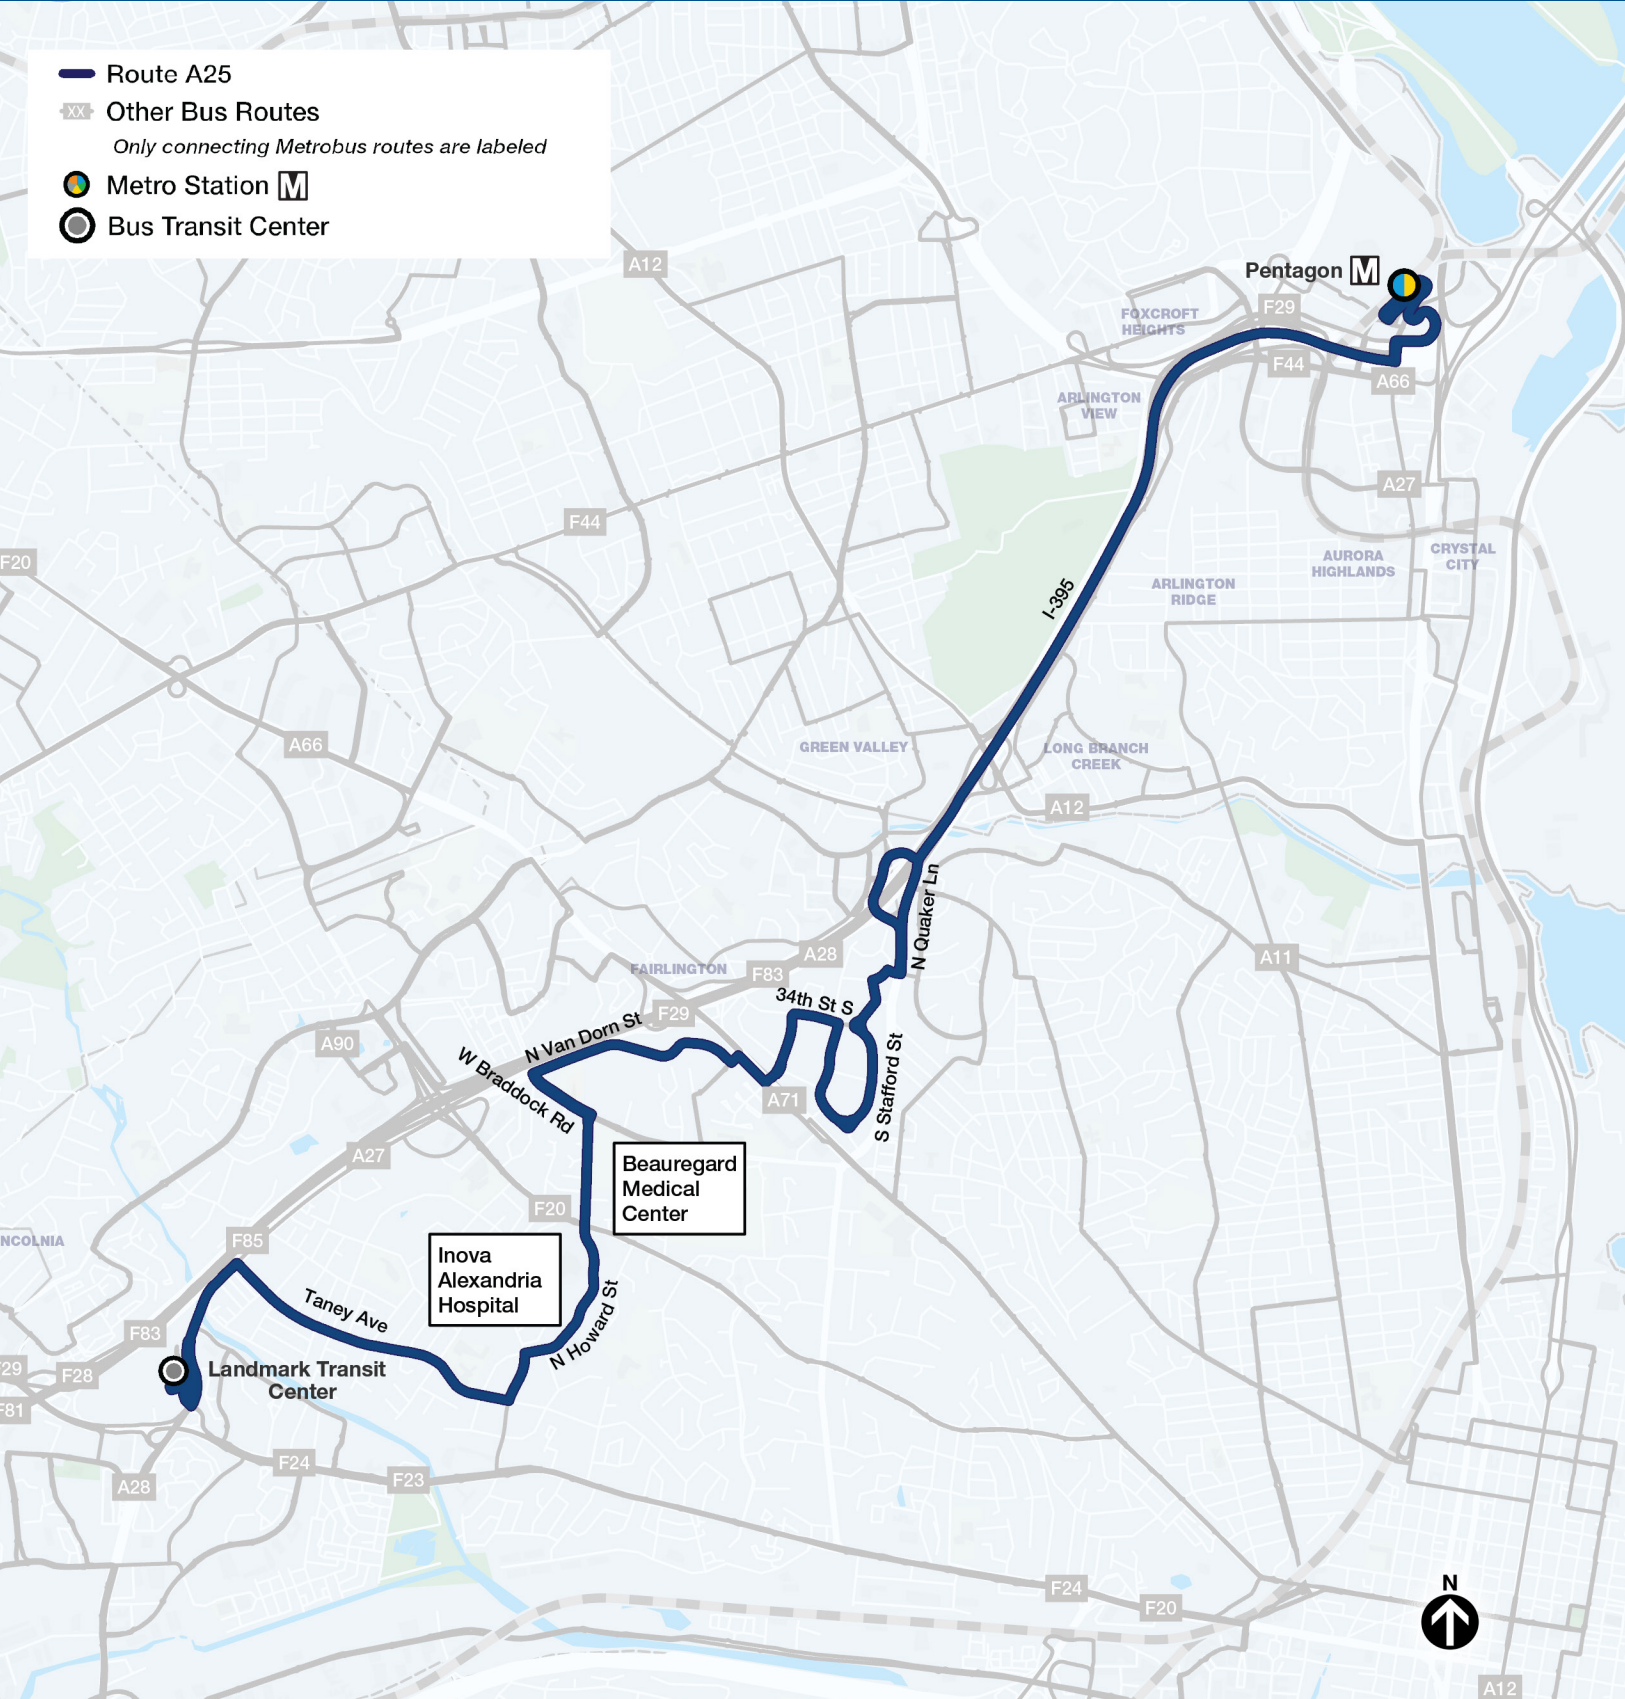 Route A25
XX
Other Bus Routes
Only connecting Metrobus routes are labeled
Metro Station M
Bus Transit Center
A12
Pentagon M
F29
FOXCROFT
HEIGHTS
F44
A66
ARLINGTON
VIEW
A27
F44
F20
CRYSTAL
CITY
AURORA
HIGHLANDS
ARLINGTON
RIDGE
I-395
A66
GREEN VALLEY
LONG BRANCH
CREEK
A12
N Quaker Ln
A28
A11
FAIRLINGTON
F83
34th St S
F29
N Van Dorn St
A90
W Braddock Rd
S Stafford St
A71
A27
Beauregard
Medical
Center
F20
NCOLNIA
F85
Inova
Alexandria
Hospital
Taney Ave
N Howard St
F83
29
F28
Landmark Transit
Center
F81
F24
F23
A28
F24
F20
N
A12